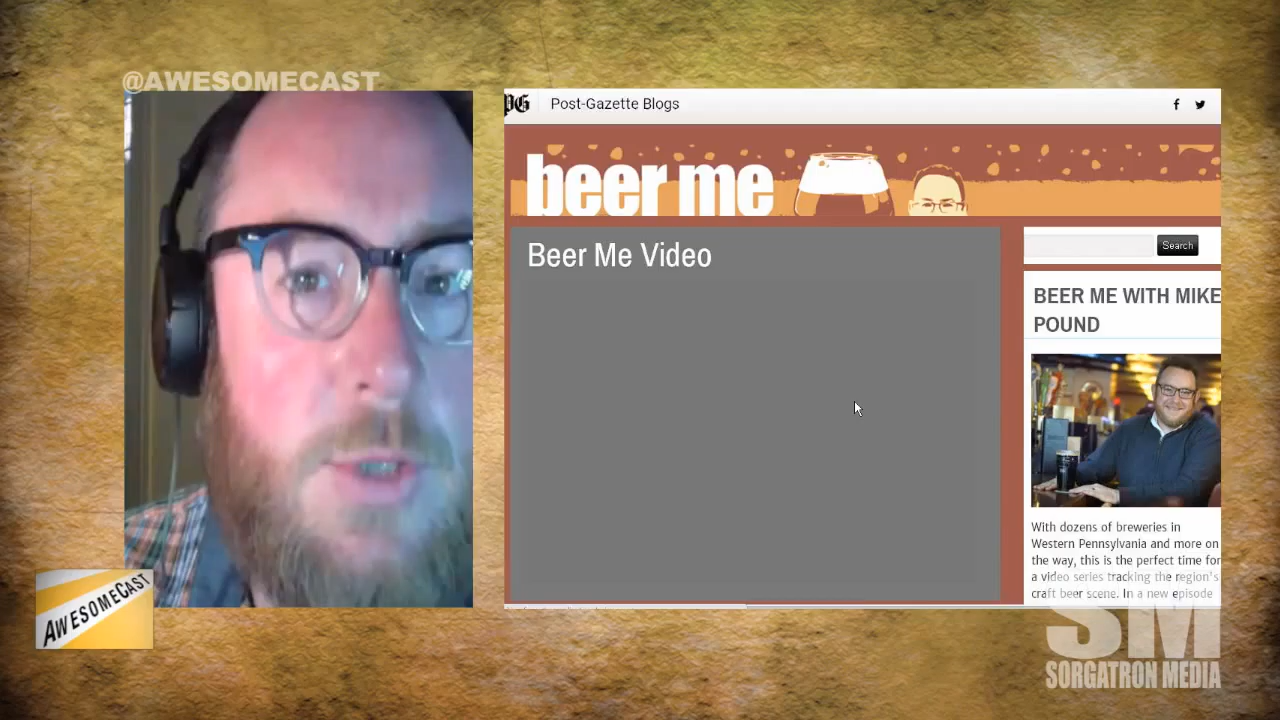 @AWESOMECAST
PG
Post-Gazette Blogs
beer me
Beer Me Video
Search
BEER ME WITH MIKE
POUND
With dozens of breweries in
Western Pennsylvania and more on
the way, this is the perfect time for
a video series tracking the region's
craft beer scene. In a new episode
AWESOMECAST
SM
SORGATRON MEDIA